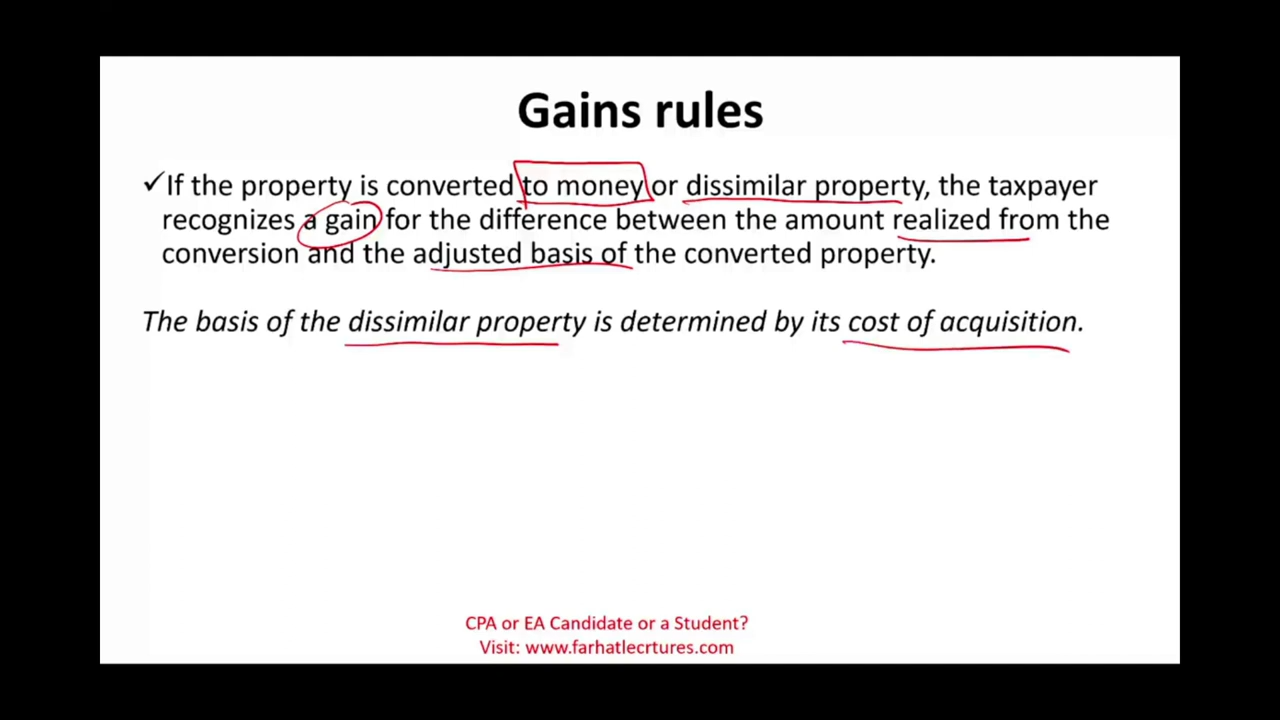 Gains rules
✓If the property is converted to money or dissimilar property, the taxpayer
recognizes a gain for the difference between the amount realized from the
conversion and the adjusted basis of the converted property.
The basis of the dissimilar property is determined by its cost of acquisition.
CPA or EA Candidate or a Student?
Visit: www.farhatlecrtures.com